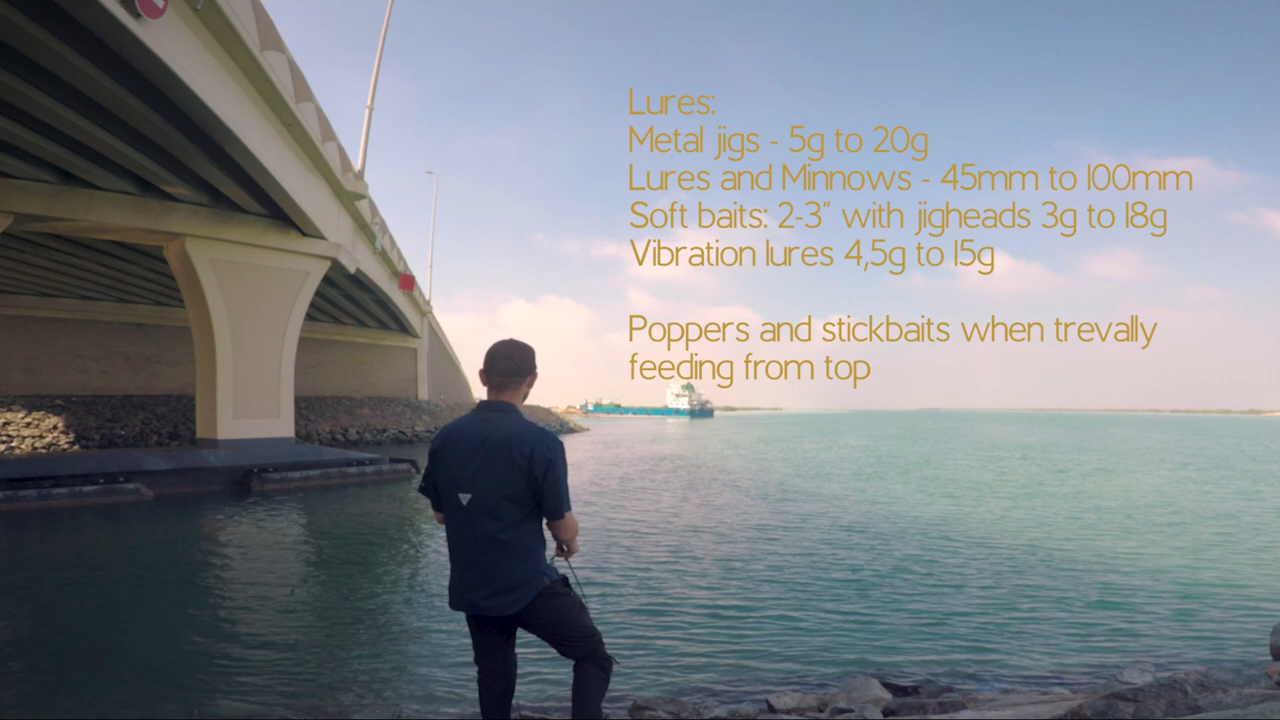 Lures:
Metal jigs - 5g to 20g
Lures and Minnows - 45mm to 100mm
Soft baits: 2-3" with jigheads 3g to 18g
Vibration lures 4,5g to 15g
Poppers and stickbaits when trevally
feeding from top